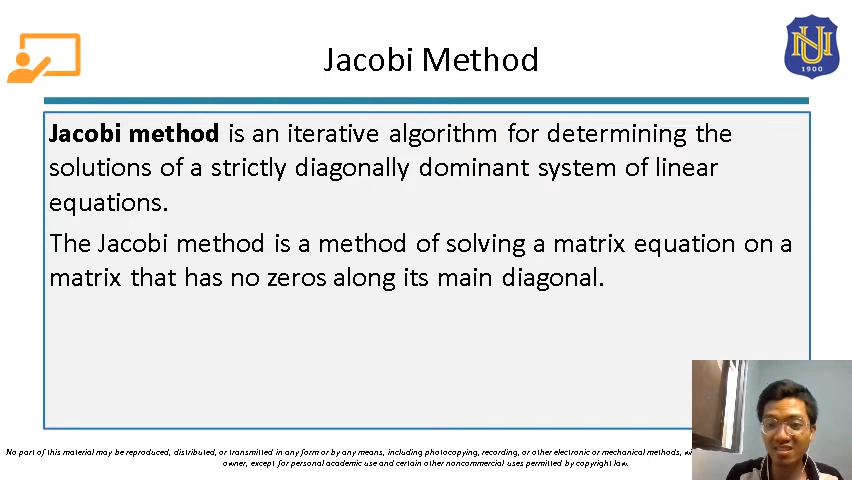 Jacobi Method
NU
1900
Jacobi method is an iterative algorithm for determining the
solutions of a strictly diagonally dominant system of linear
equations.
The Jacobi method is a method of solving a matrix equation on a
matrix that has no zeros along its main diagonal.
No part of this material may be reproduced, distributed, or transmitted in any form or by any means, including photocopying, recording, or other electronic or mechanical methods,
owner, except for personal academic use and certain other noncommercial uses permitted by copyright law.